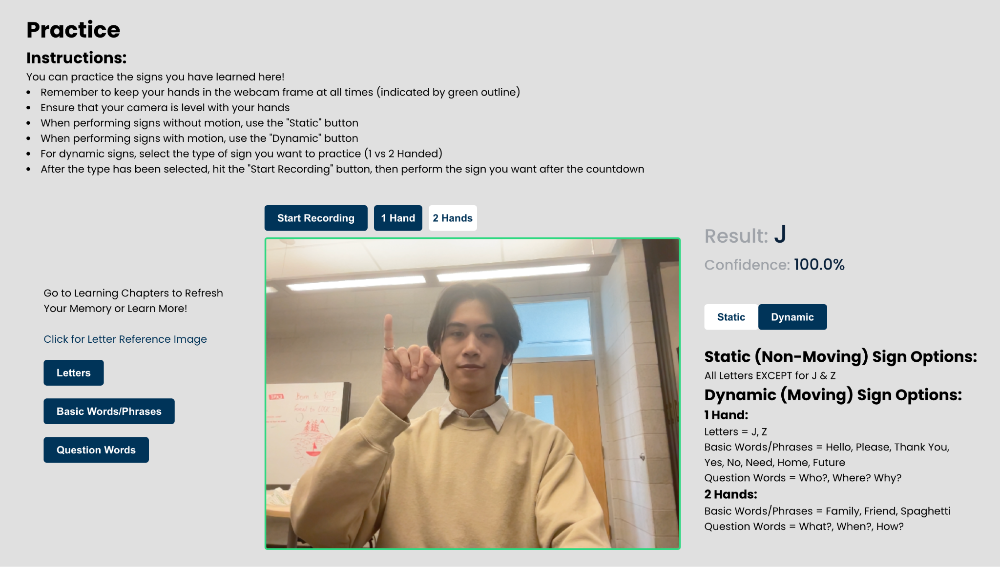 Practice
Instructions:
You can practice the signs you have learned here!
• Remember to keep your hands in the webcam frame at all times (indicated by green outline)
• Ensure that your camera is level with your hands
• When performing signs without motion, use the "Static" button
• When performing signs with motion, use the "Dynamic" button
• For dynamic signs, select the type of sign you want to practice (1 vs 2 Handed)
• After the type has been selected, hit the "Start Recording" button, then perform the sign you want after the countdown
Go to Learning Chapters to Refresh
Your Memory or Learn More!
Click for Letter Reference Image
Letters
Basic Words/Phrases
Question Words
Start Recording
1 Hand
2 Hands
Born to YAP
forced to LOCK IN
Result: J
Confidence: 100.0%
Static
Dynamic
Static (Non-Moving) Sign Options:
All Letters EXCEPT for J & Z
Dynamic (Moving) Sign Options:
1 Hand:
Letters = J, Z
Basic Words/Phrases = Hello, Please, Thank You,
Yes, No, Need, Home, Future
Question Words = Who?, Where? Why?
2 Hands:
Basic Words/Phrases = Family, Friend, Spaghetti
Question Words = What?, When?, How?